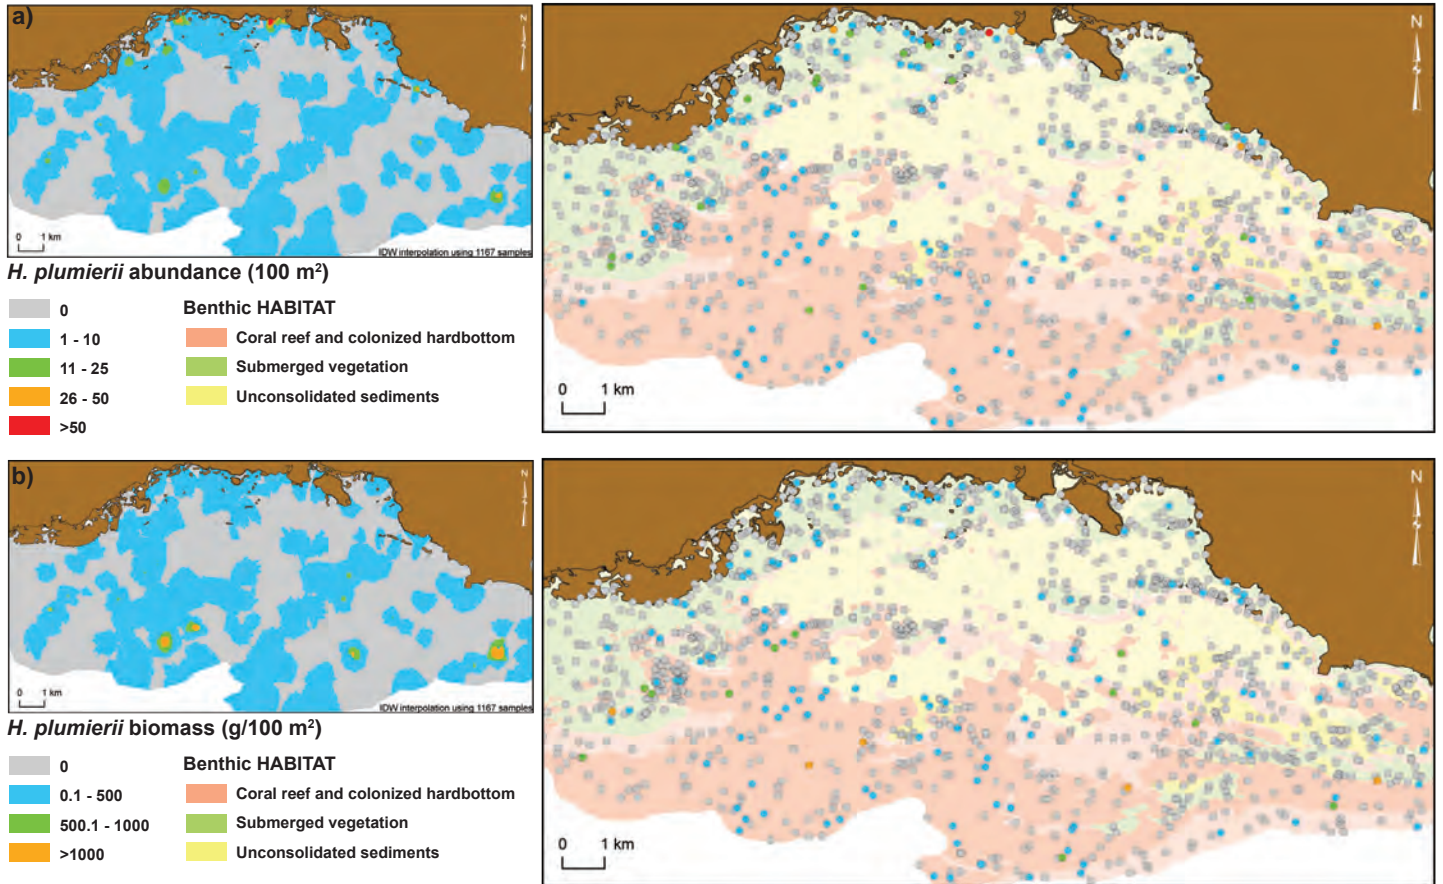 a)
N
0 1 km
IDW interpolation using 1167 samples
N
0 1 km
H. plumierii abundance (100 m²)
0
1 - 10
11 - 25
26 - 50
>50
Benthic HABITAT
Coral reef and colonized hardbottom
Submerged vegetation
Unconsolidated sediments
b)
N
0 1 km
IDW interpolation using 1167 samples
N
0 1 km
H. plumierii biomass (g/100 m²)
0
0.1 - 500
500.1 - 1000
>1000
Benthic HABITAT
Coral reef and colonized hardbottom
Submerged vegetation
Unconsolidated sediments